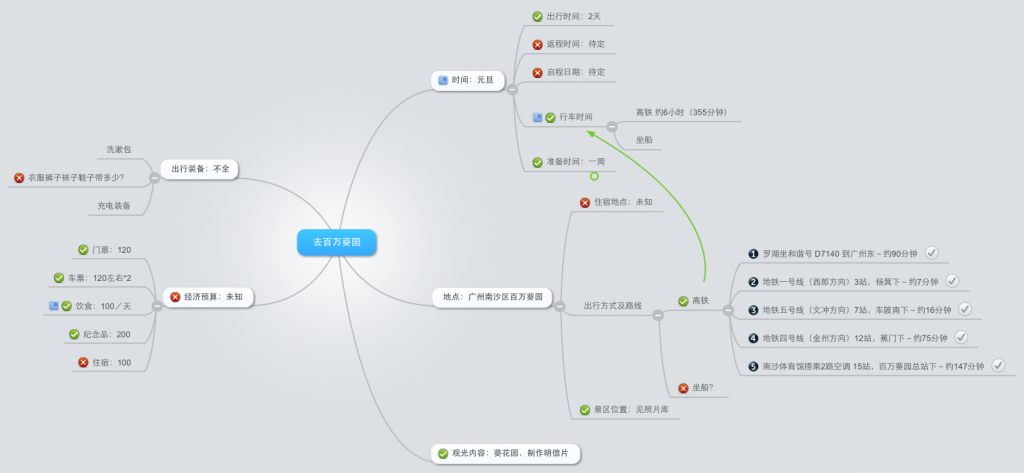 去百万葵园
时间：元旦
出行时间：2天
返程时间：待定
启程日期：待定
行车时间
高铁 约6小时（355分钟）
坐船
准备时间：一周
地点：广州南沙区百万葵园
住宿地点：未知
出行方式及路线
高铁
1 罗湖坐和谐号 D7140 到广州东 – 约90分钟
2 地铁一号线（西郎方向）3站，杨箕下 – 约7分钟
3 地铁五号线（文冲方向）7站，车陂南下 – 约16分钟
4 地铁四号线（金州方向）12站，蕉门下 – 约75分钟
5 南沙体育馆搭乘2路空调 15站，百万葵园总站下 – 约147分钟
坐船?
景区位置：见照片库
观光内容：葵花园，制作明信片
出行装备：不全
洗漱包
衣服裤子袜子鞋子带多少?
充电装备
经济预算：未知
门票：120
车票：120左右*2
饮食：100／天
纪念品：200
住宿：100